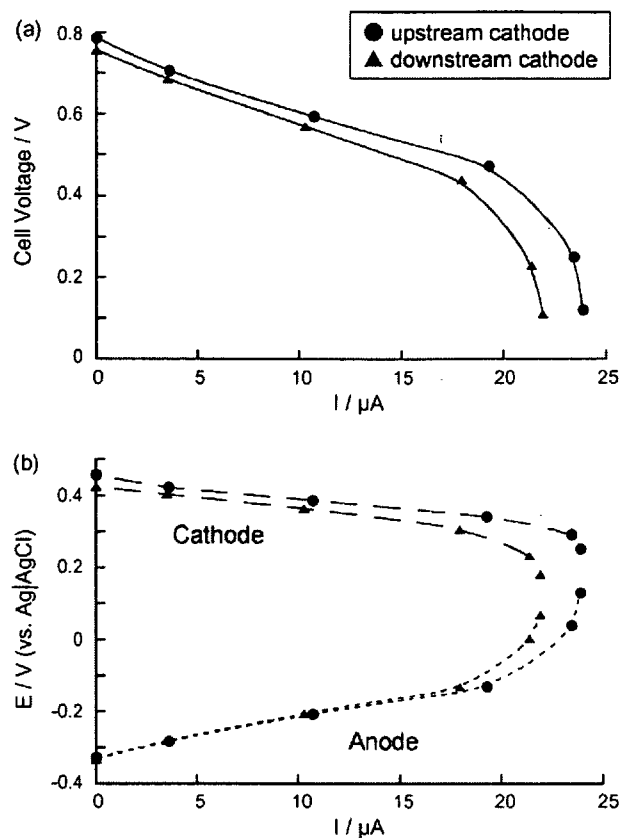 (a)
upstream cathode
downstream cathode
0.8
0.6
0.4
0.2
0
Cell Voltage / V
0 5 10 15 20 25
I / µA
(b)
0.4
0.2
0
-0.2
-0.4
E / V (vs. Ag|AgCl)
Cathode
Anode
0 5 10 15 20 25
I / µA